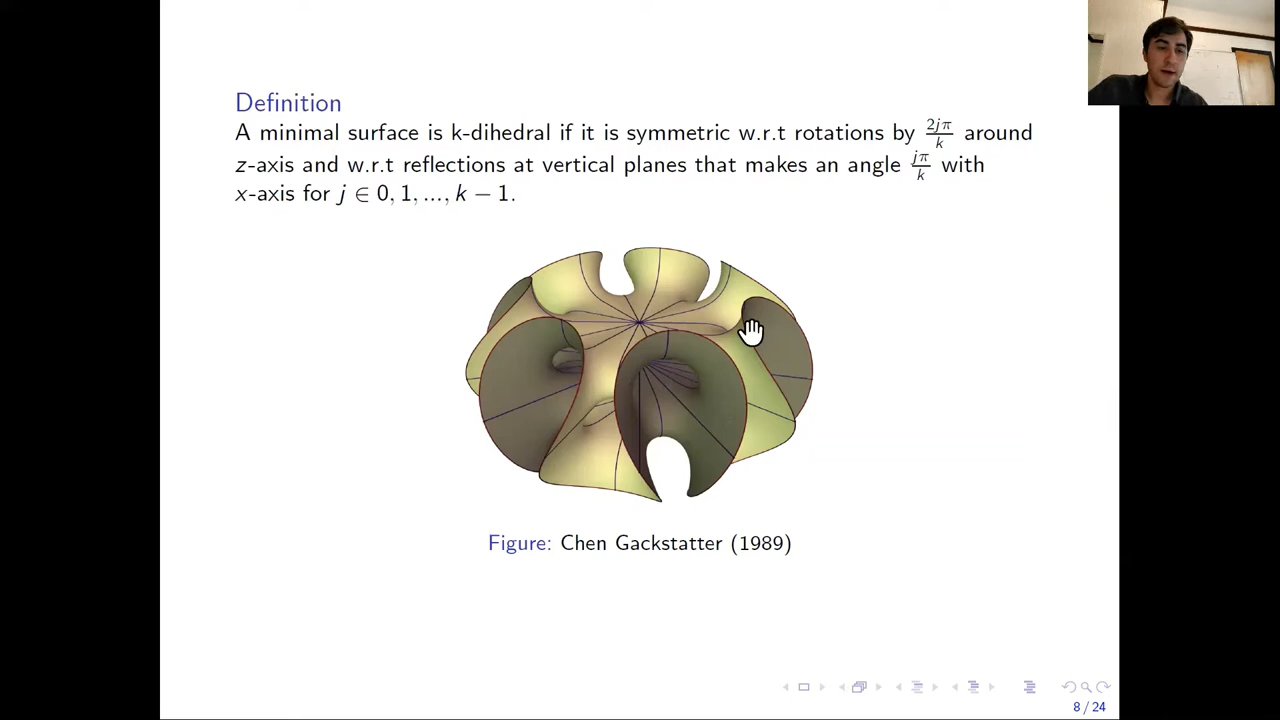 Definition
A minimal surface is k-dihedral if it is symmetric w.r.t rotations by 2jπ/k around
z-axis and w.r.t reflections at vertical planes that makes an angle jπ/k with
x-axis for j ∈ 0, 1, ..., k − 1.
Figure: Chen Gackstatter (1989)
8 / 24